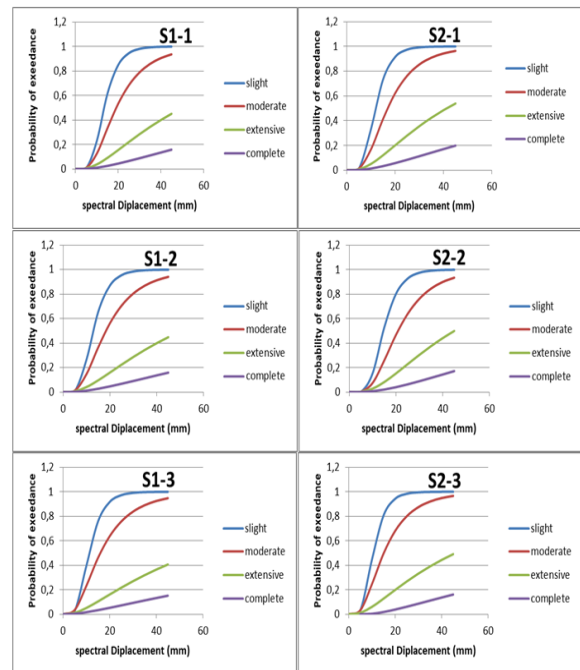 S1-1
Probability of exeedance
1,2
1
0,8
0,6
0,4
0,2
0
0 20 40 60
spectral Diplacement (mm)
slight
moderate
extensive
complete
S2-1
Probability of exeedance
1,2
1
0,8
0,6
0,4
0,2
0
0 20 40 60
spectral Diplacement (mm)
slight
moderate
extensive
complete
S1-2
Probability of exeedance
1,2
1
0,8
0,6
0,4
0,2
0
0 20 40 60
spectral Diplacement (mm)
slight
moderate
extensive
complete
S2-2
Probability of exeedance
1,2
1
0,8
0,6
0,4
0,2
0
0 20 40 60
spectral Diplacement (mm)
slight
moderate
extensive
complete
S1-3
Probability of exeedance
1,2
1
0,8
0,6
0,4
0,2
0
0 20 40 60
spectral Diplacement (mm)
slight
moderate
extensive
complete
S2-3
Probability of exeedance
1,2
1
0,8
0,6
0,4
0,2
0
0 20 40 60
spectral Diplacement (mm)
slight
moderate
extensive
complete